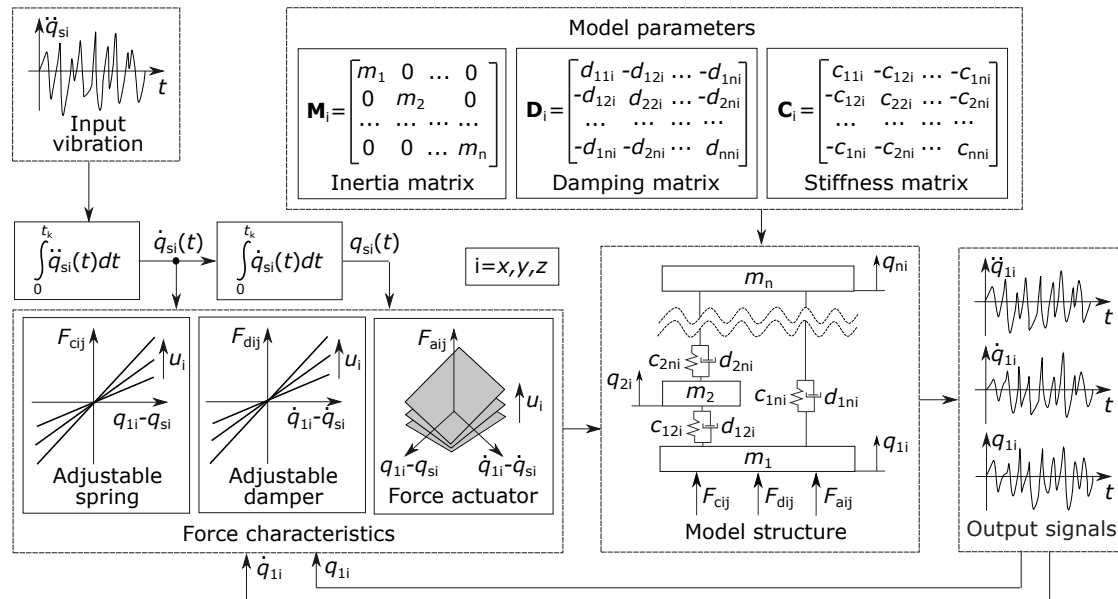 q̈si
t
Input
vibration
Model parameters
Mi= [m1 0 ... 0
0 m2 0
... ... ... ...
0 0 ... mn]
Inertia matrix
Di= [d11i -d12i ... -d1ni
-d12i d22i ... -d2ni
... ... ... ...
-d1ni -d2ni ... dnni]
Damping matrix
Ci= [c11i -c12i ... -c1ni
-c12i c22i ... -c2ni
... ... ... ...
-c1ni -c2ni ... cnni]
Stiffness matrix
tk
∫q̈si(t)dt
0
q̇si(t)
tk
∫q̇si(t)dt
0
qsi(t)
i=x,y,z
Fcij
ui
q1i-qsi
Adjustable
spring
Fdij
ui
q̇1i-q̇si
Adjustable
damper
Faij
ui
q1i-qsi
q̇1i-q̇si
Force actuator
Force characteristics
mn
qni
c2ni
d2ni
q2i
m2
c1ni
d1ni
c12i
d12i
m1
q1i
Fcij
Fdij
Faij
Model structure
q̈1i
t
q̇1i
t
q1i
t
Output signals
q̇1i
q1i